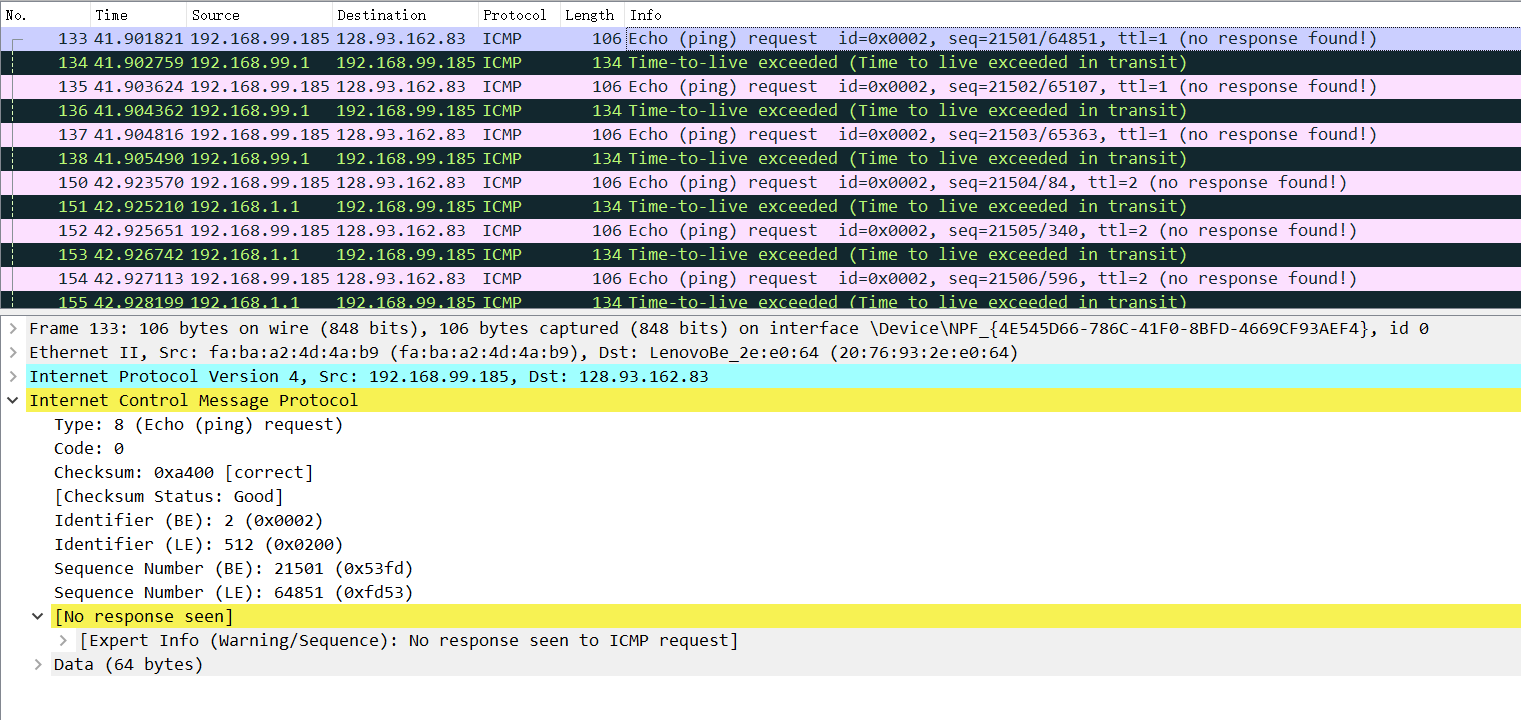 No. Time Source Destination Protocol Length Info
133 41.901821 192.168.99.185 128.93.162.83 ICMP 106 Echo (ping) request id=0x0002, seq=21501/64851, ttl=1 (no response found!)
134 41.902759 192.168.99.1 192.168.99.185 ICMP 134 Time-to-live exceeded (Time to live exceeded in transit)
135 41.903624 192.168.99.185 128.93.162.83 ICMP 106 Echo (ping) request id=0x0002, seq=21502/65107, ttl=1 (no response found!)
136 41.904362 192.168.99.1 192.168.99.185 ICMP 134 Time-to-live exceeded (Time to live exceeded in transit)
137 41.904816 192.168.99.185 128.93.162.83 ICMP 106 Echo (ping) request id=0x0002, seq=21503/65363, ttl=1 (no response found!)
138 41.905490 192.168.99.1 192.168.99.185 ICMP 134 Time-to-live exceeded (Time to live exceeded in transit)
150 42.923570 192.168.99.185 128.93.162.83 ICMP 106 Echo (ping) request id=0x0002, seq=21504/84, ttl=2 (no response found!)
151 42.925210 192.168.1.1 192.168.99.185 ICMP 134 Time-to-live exceeded (Time to live exceeded in transit)
152 42.925651 192.168.99.185 128.93.162.83 ICMP 106 Echo (ping) request id=0x0002, seq=21505/340, ttl=2 (no response found!)
153 42.926742 192.168.1.1 192.168.99.185 ICMP 134 Time-to-live exceeded (Time to live exceeded in transit)
154 42.927113 192.168.99.185 128.93.162.83 ICMP 106 Echo (ping) request id=0x0002, seq=21506/596, ttl=2 (no response found!)
155 42.928199 192.168.1.1 192.168.99.185 ICMP 134 Time-to-live exceeded (Time to live exceeded in transit)
Frame 133: 106 bytes on wire (848 bits), 106 bytes captured (848 bits) on interface \Device\NPF_{4E545D66-786C-41F0-8BFD-4669CF93AEF4}, id 0
Ethernet II, Src: fa:ba:a2:4d:4a:b9 (fa:ba:a2:4d:4a:b9), Dst: LenovoBe_2e:e0:64 (20:76:93:2e:e0:64)
Internet Protocol Version 4, Src: 192.168.99.185, Dst: 128.93.162.83
Internet Control Message Protocol
Type: 8 (Echo (ping) request)
Code: 0
Checksum: 0xa400 [correct]
[Checksum Status: Good]
Identifier (BE): 2 (0x0002)
Identifier (LE): 512 (0x0200)
Sequence Number (BE): 21501 (0x53fd)
Sequence Number (LE): 64851 (0xfd53)
[No response seen]
[Expert Info (Warning/Sequence): No response seen to ICMP request]
Data (64 bytes)